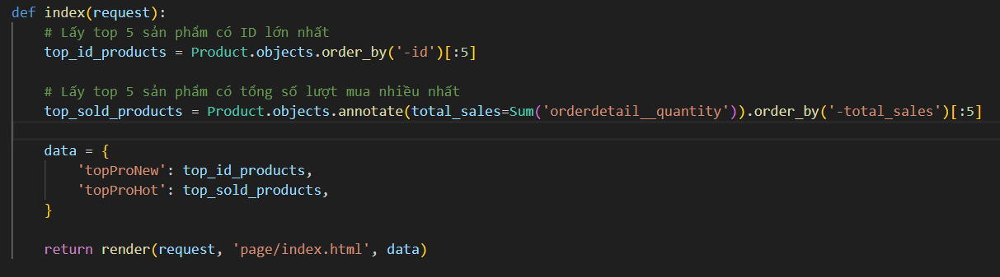 def index(request):
    # Lấy top 5 sản phẩm có ID lớn nhất
    top_id_products = Product.objects.order_by('-id')[:5]
    # Lấy top 5 sản phẩm có tổng số lượt mua nhiều nhất
    top_sold_products = Product.objects.annotate(total_sales=Sum('orderdetail__quantity')).order_by('-total_sales')[:5]
    data = {
        'topProNew': top_id_products,
        'topProHot': top_sold_products,
    }
    return render(request, 'page/index.html', data)